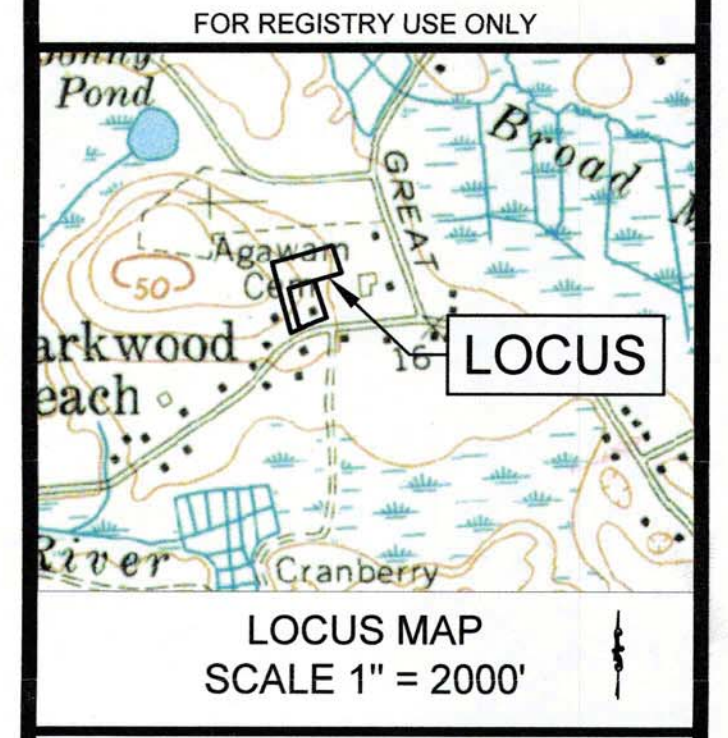 FOR REGISTRY USE ONLY
Pond
Broad
GREAT
Agawam
Cem
50
arkwood
each
16
LOCUS
River
Cranberry
LOCUS MAP
SCALE 1" = 2000'